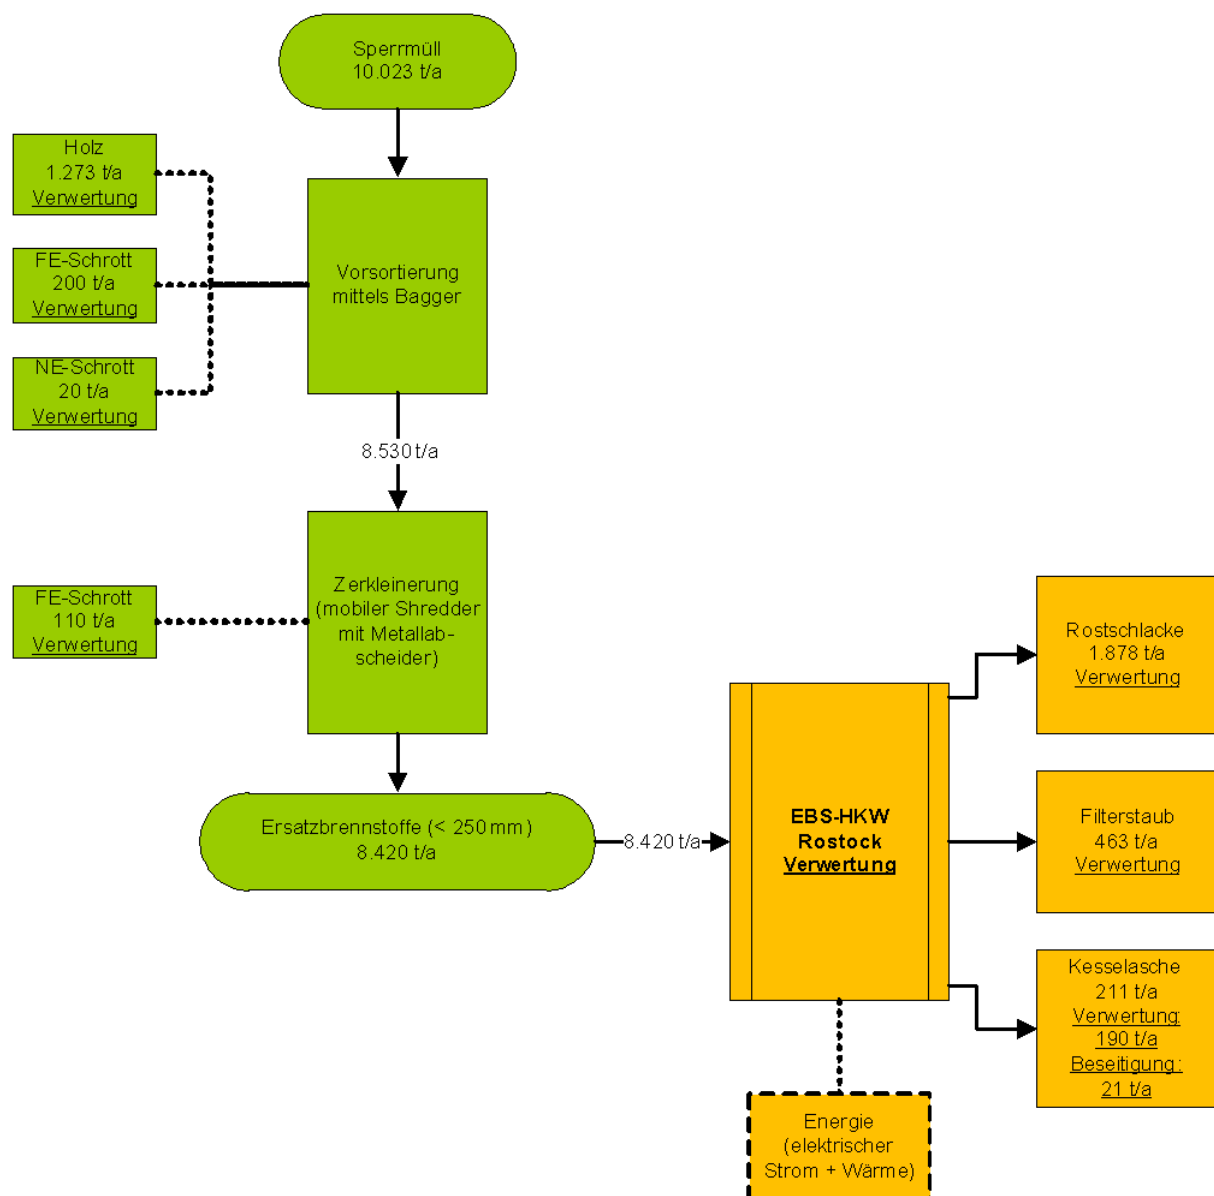 Sperrmüll
10.023 t/a
Holz
1.273 t/a
Verwertung
FE-Schrott
200 t/a
Verwertung
NE-Schrott
20 t/a
Verwertung
Vorsortierung
mittels Bagger
8.530 t/a
FE-Schrott
110 t/a
Verwertung
Zerkleinerung
(mobiler Shredder
mit Metallab-
scheider)
Ersatzbrennstoffe (< 250 mm)
8.420 t/a
8.420 t/a
EBS-HKW
Rostock
Verwertung
Rostschlacke
1.878 t/a
Verwertung
Filterstaub
463 t/a
Verwertung
Kesselasche
211 t/a
Verwertung:
190 t/a
Beseitigung:
21 t/a
Energie
(elektrischer
Strom + Wärme)